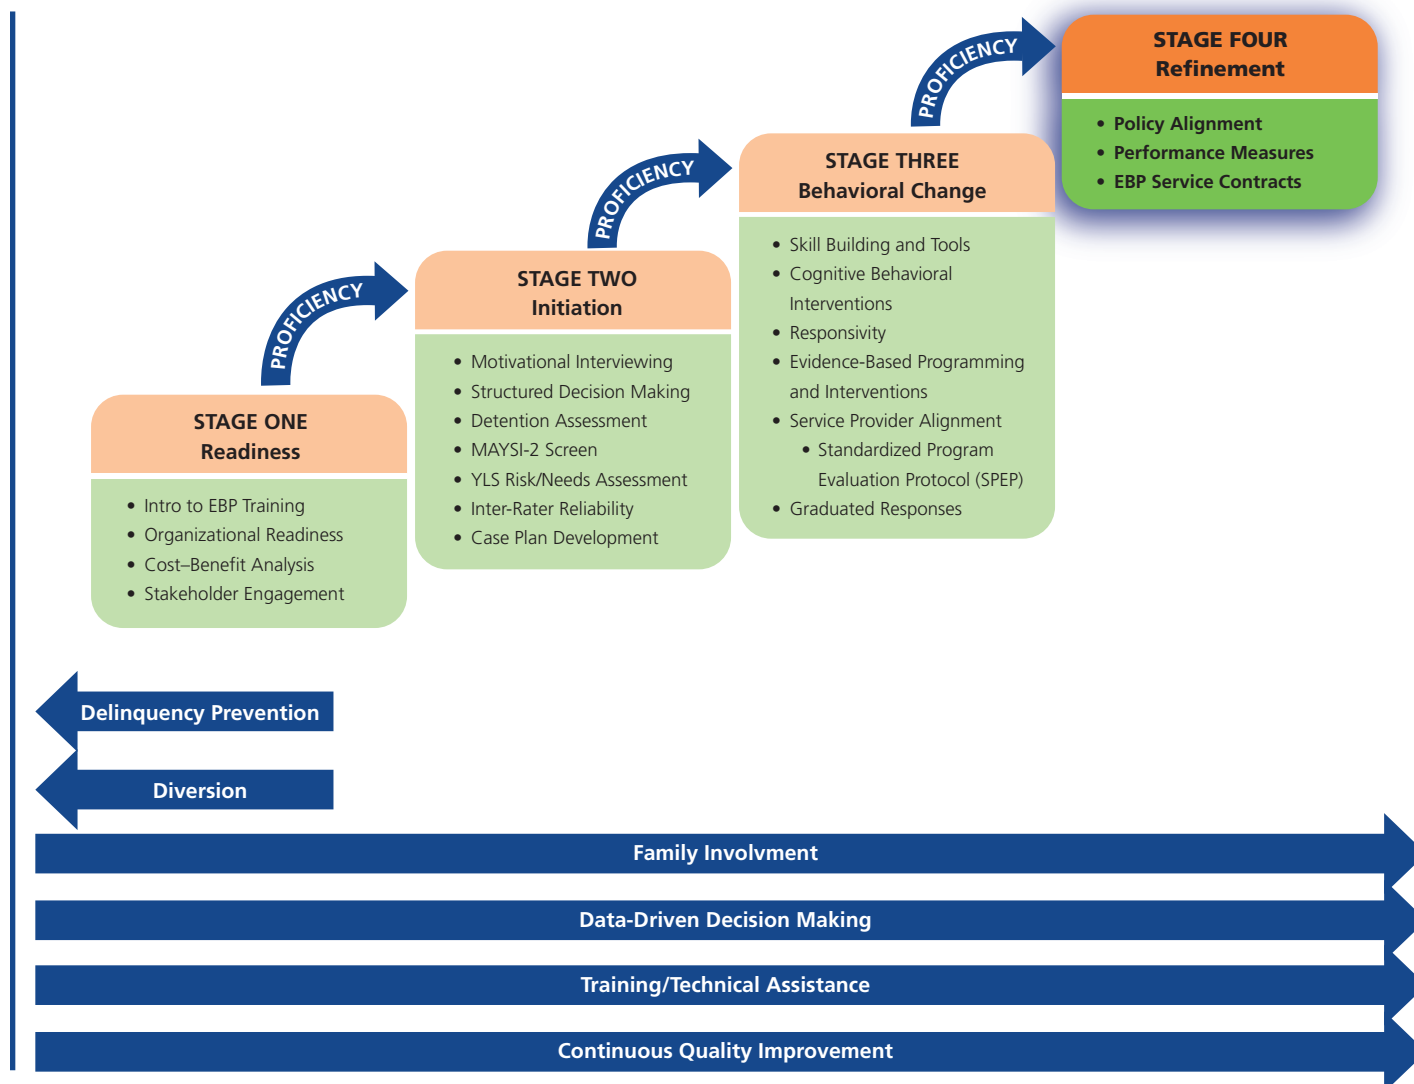 STAGE ONE
Readiness
• Intro to EBP Training
• Organizational Readiness
• Cost–Benefit Analysis
• Stakeholder Engagement
PROFICIENCY
STAGE TWO
Initiation
• Motivational Interviewing
• Structured Decision Making
• Detention Assessment
• MAYSI-2 Screen
• YLS Risk/Needs Assessment
• Inter-Rater Reliability
• Case Plan Development
PROFICIENCY
STAGE THREE
Behavioral Change
• Skill Building and Tools
• Cognitive Behavioral
Interventions
• Responsivity
• Evidence-Based Programming
and Interventions
• Service Provider Alignment
• Standardized Program
Evaluation Protocol (SPEP)
• Graduated Responses
PROFICIENCY
STAGE FOUR
Refinement
• Policy Alignment
• Performance Measures
• EBP Service Contracts
Delinquency Prevention
Diversion
Family Involvment
Data-Driven Decision Making
Training/Technical Assistance
Continuous Quality Improvement